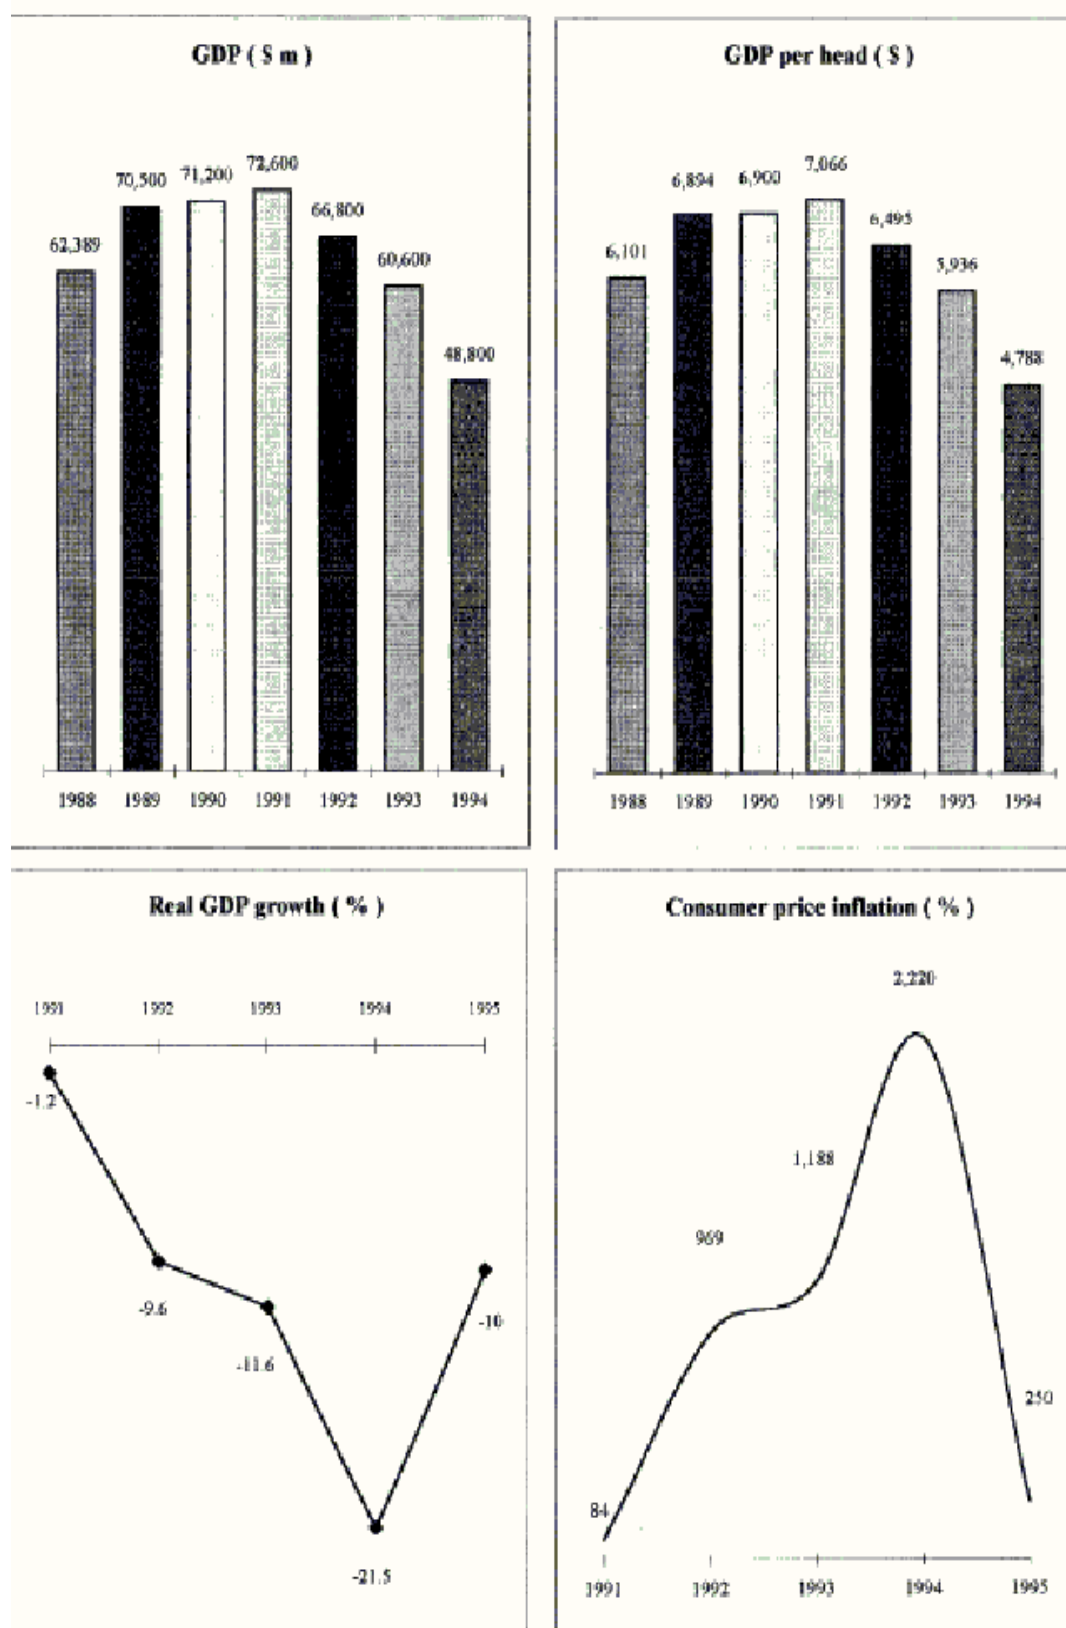 GDP ( $ m )
72,600
70,500 71,200
66,800
62,389
60,600
48,800
1988 1989 1990 1991 1992 1993 1994
GDP per head ( $ )
7,066
6,894 6,900
6,495
6,101
5,936
4,788
1988 1989 1990 1991 1992 1993 1994
Real GDP growth ( % )
1991 1992 1993 1994 1995
-1.2
-9.6
-10
-11.6
-21.5
Consumer price inflation ( % )
2,220
1,188
969
250
84
1991 1992 1993 1994 1995